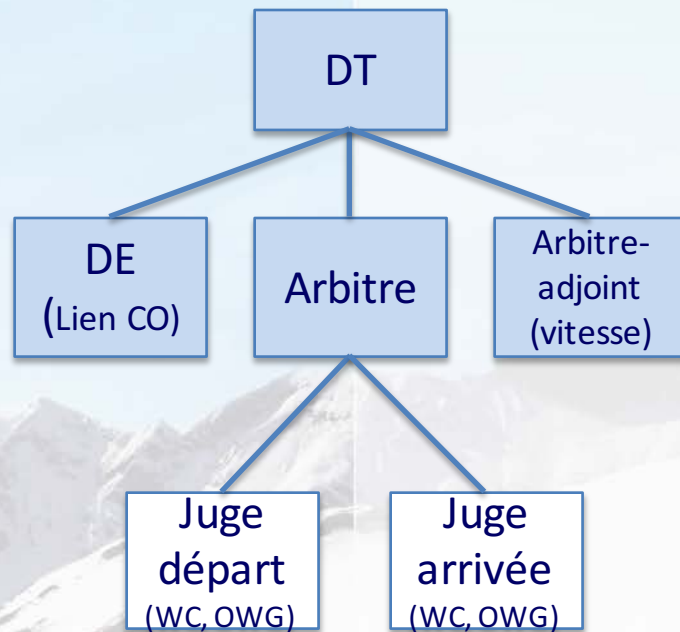 DT
DE
(Lien CO)
Arbitre
Arbitre-
adjoint
(vitesse)
Juge
départ
(WC, OWG)
Juge
arrivée
(WC, OWG)